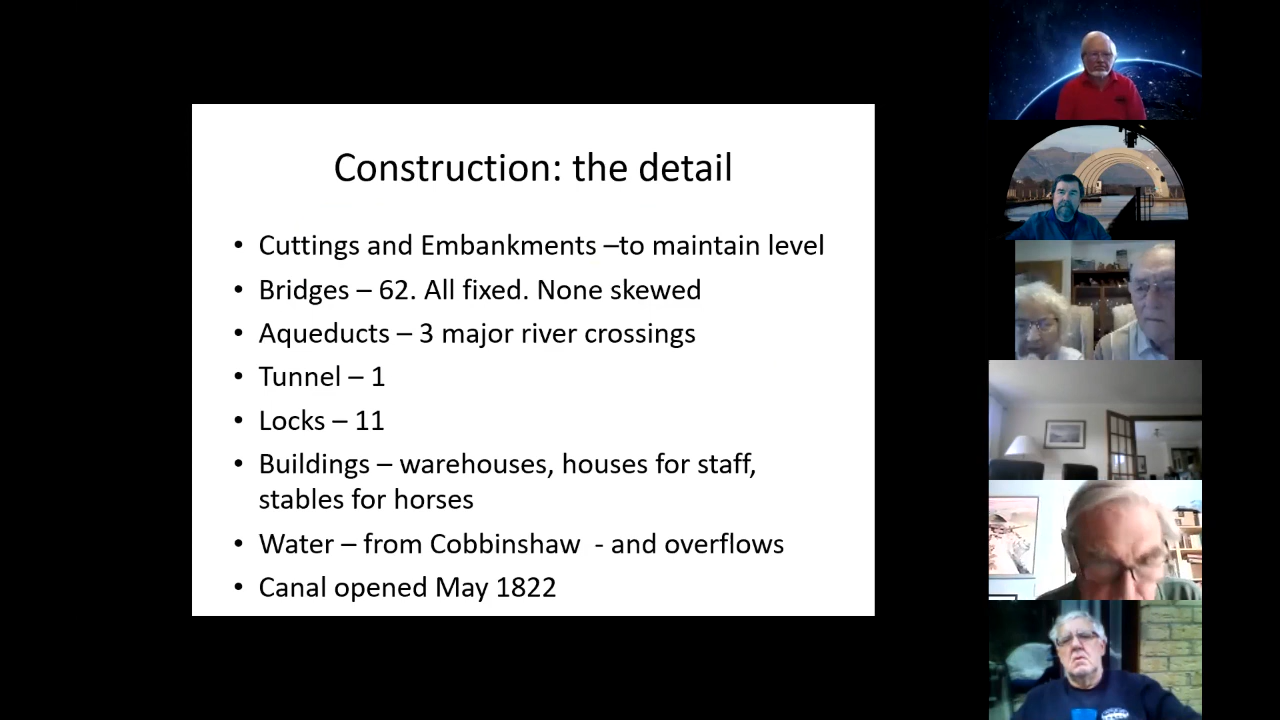 Construction: the detail
• Cuttings and Embankments –to maintain level
• Bridges – 62. All fixed. None skewed
• Aqueducts – 3 major river crossings
• Tunnel – 1
• Locks – 11
• Buildings – warehouses, houses for staff,
stables for horses
• Water – from Cobbinshaw  - and overflows
• Canal opened May 1822